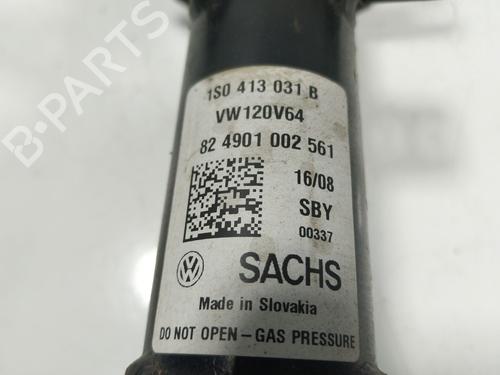 1S0 413 031 B
VW120V64
82 4901 002 561
16/08
SBY
00337
SACHS
Made in Slovakia
DO NOT OPEN – GAS PRESSURE
B-PARTS